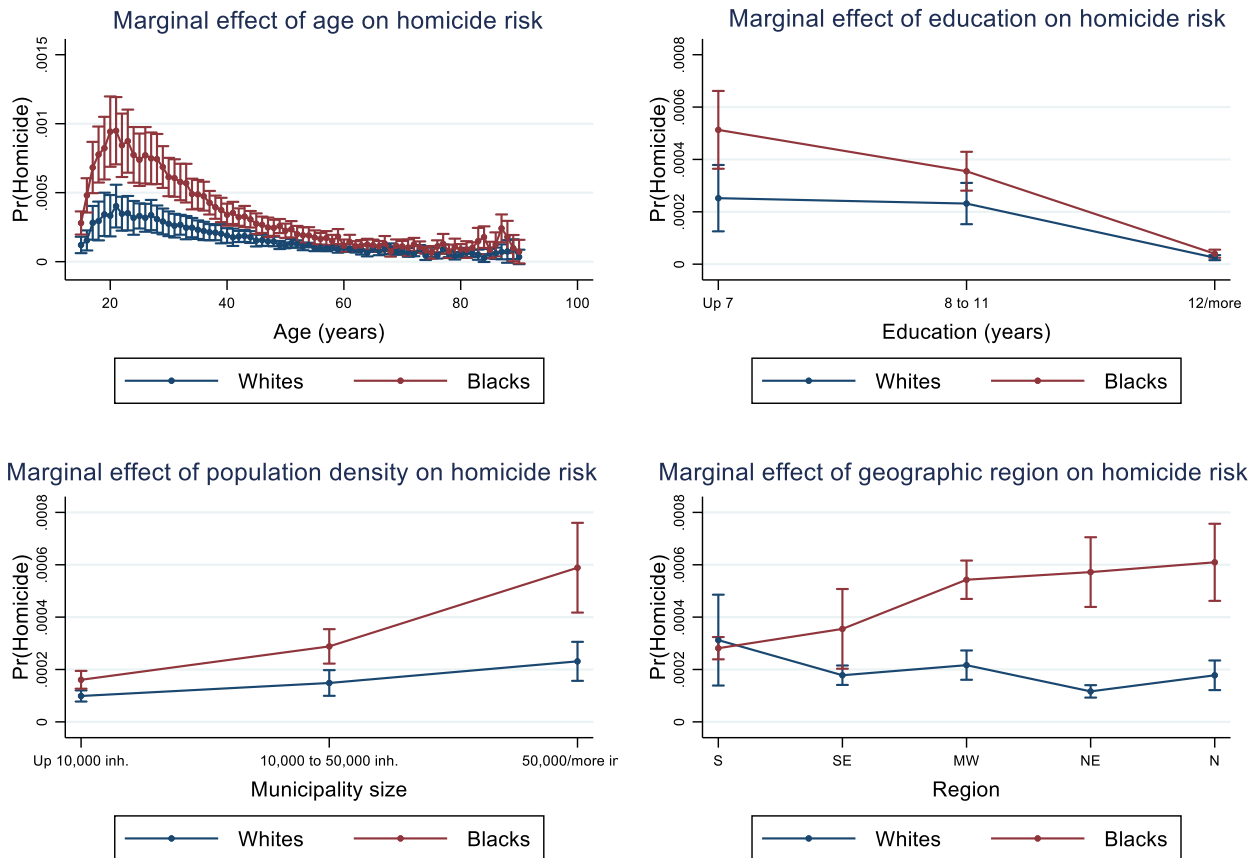 Marginal effect of age on homicide risk
Pr(Homicide)
0 .0005 .001 .0015
20 40 60 80 100
Age (years)
Whites Blacks
Marginal effect of education on homicide risk
Pr(Homicide)
0 .0002 .0004 .0006 .0008
Up 7 8 to 11 12/more
Education (years)
Whites Blacks
Marginal effect of population density on homicide risk
Pr(Homicide)
0 .0002 .0004 .0006 .0008
Up 10,000 inh. 10,000 to 50,000 inh. 50,000/more in
Municipality size
Whites Blacks
Marginal effect of geographic region on homicide risk
Pr(Homicide)
0 .0002 .0004 .0006 .0008
S SE MW NE N
Region
Whites Blacks